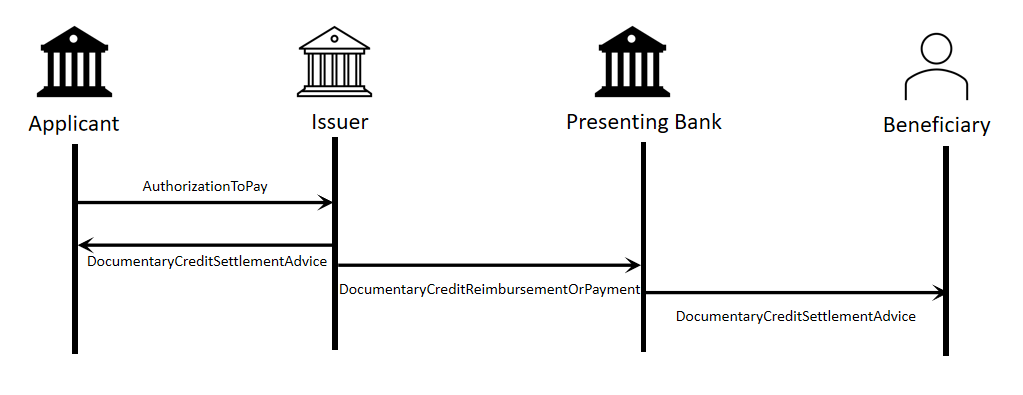 Applicant
Issuer
Presenting Bank
Beneficiary
AuthorizationToPay
DocumentaryCreditSettlementAdvice
DocumentaryCreditReimbursementOrPayment
DocumentaryCreditSettlementAdvice